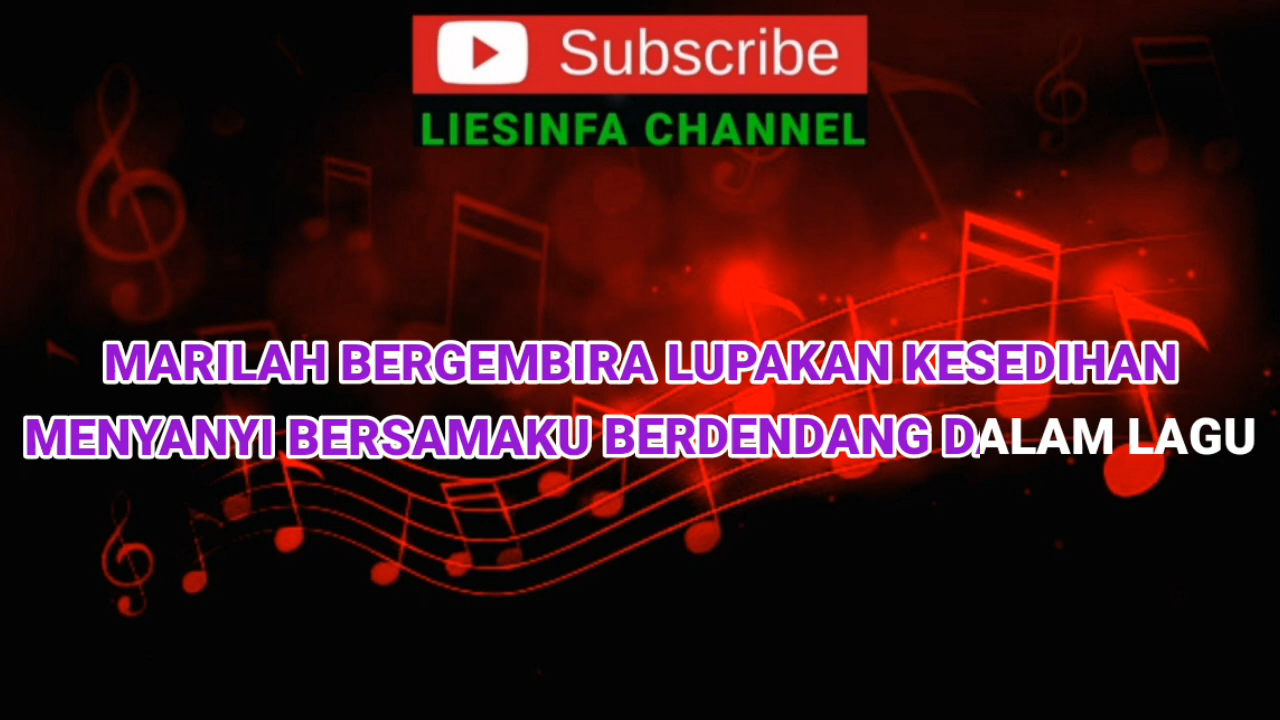 Subscribe
LIESINFA CHANNEL
MARILAH BERGEMBIRA LUPAKAN KESEDIHAN
MENYANYI BERSAMAKU BERDENDANG DALAM LAGU